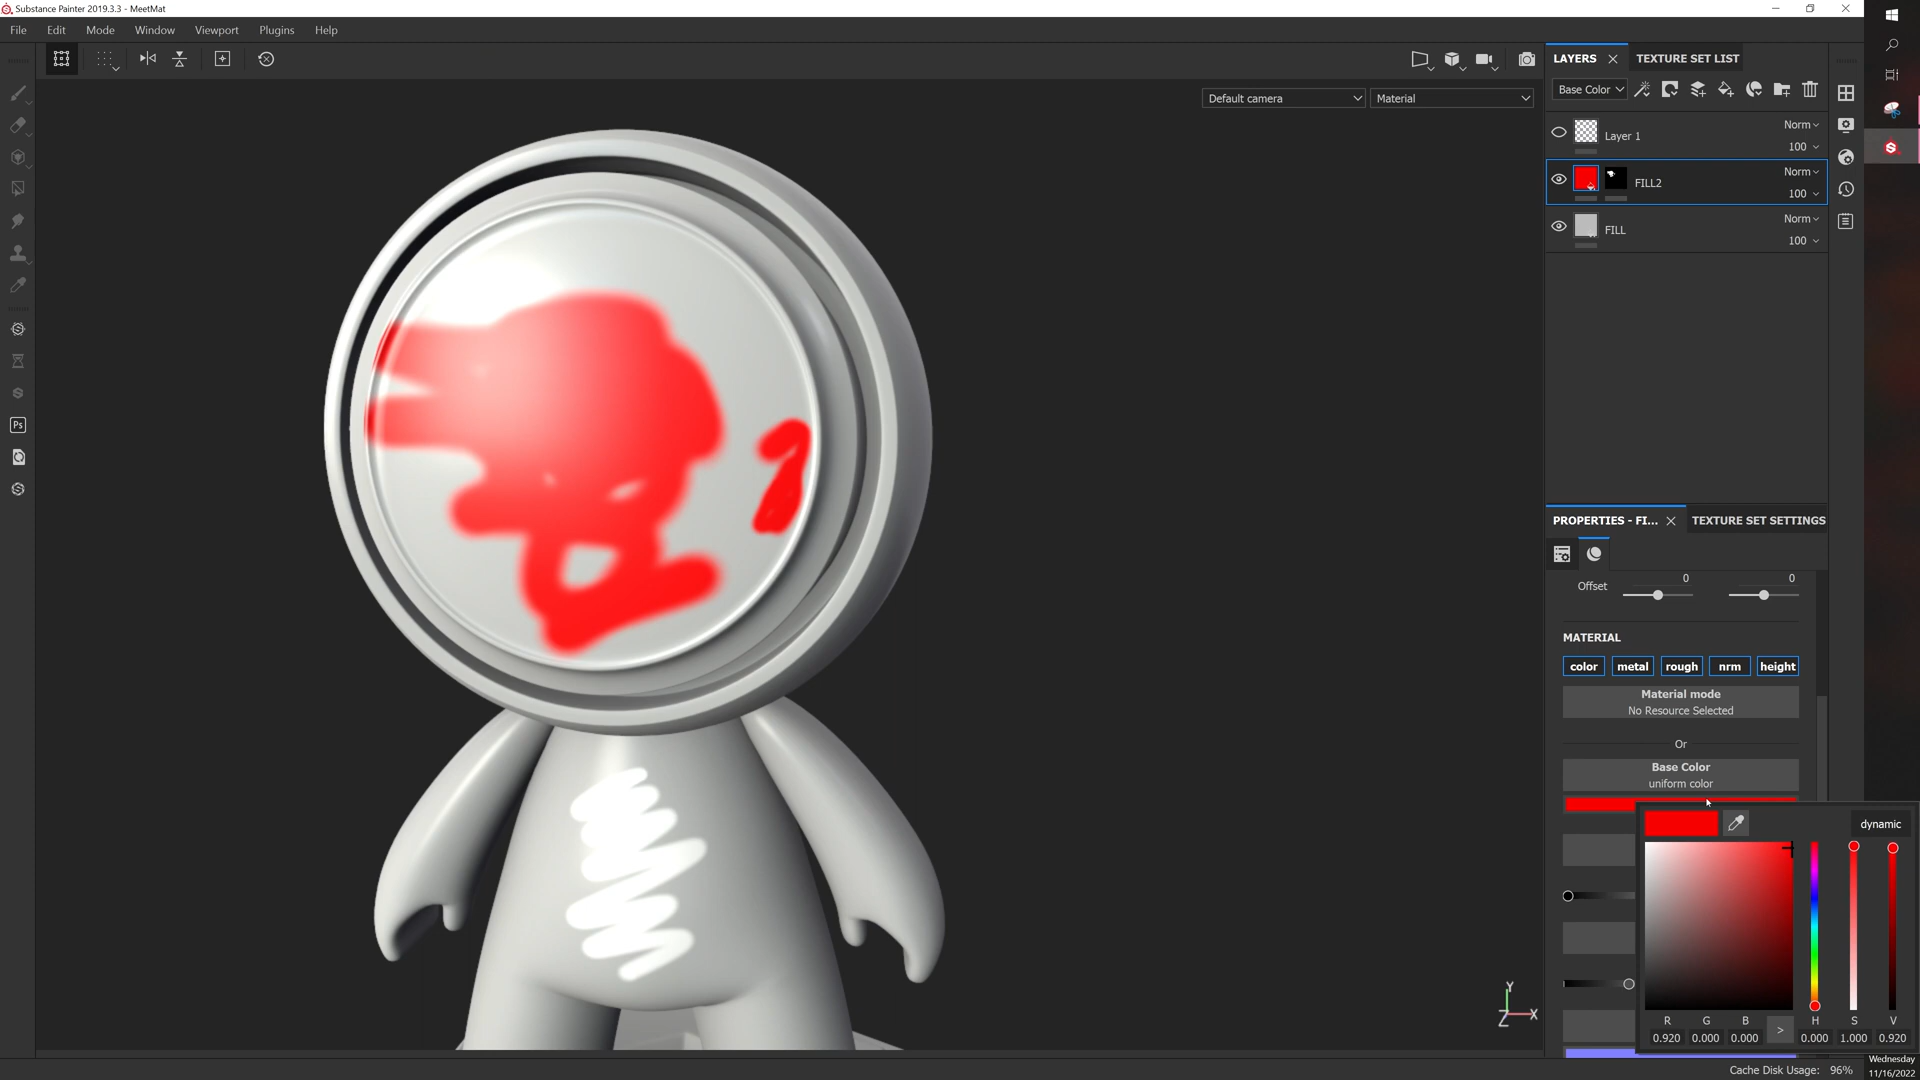 Substance Painter 2019.3.3 - MeetMat
File Edit Mode Window Viewport Plugins Help
Default camera Material
LAYERS TEXTURE SET LIST
Base Color
Layer 1 Norm 100
FILL2 Norm 100
FILL Norm 100
PROPERTIES - FI... TEXTURE SET SETTINGS
Offset 0 0
MATERIAL
color metal rough nrm height
Material mode
No Resource Selected
Or
Base Color
uniform color
dynamic
R G B H S V
0.920 0.000 0.000 > 0.000 1.000 0.920
Ps
Y
Z X
Cache Disk Usage: 96%
Wednesday
11/16/2022